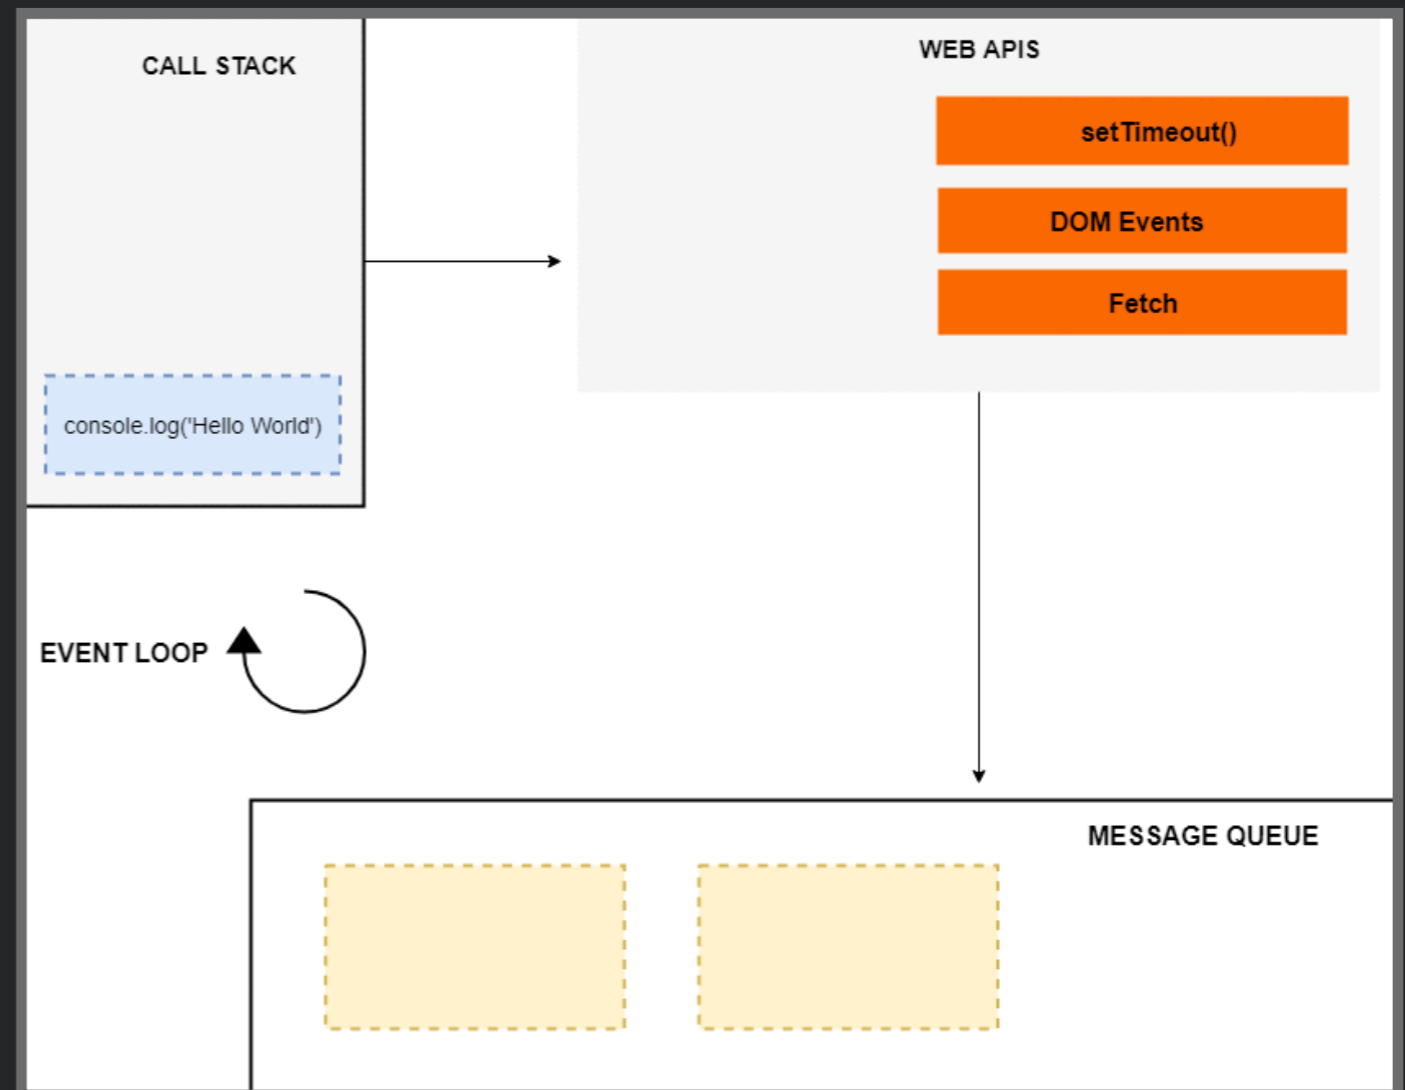 CALL STACK
WEB APIS
setTimeout()
DOM Events
Fetch
console.log('Hello World')
EVENT LOOP
MESSAGE QUEUE